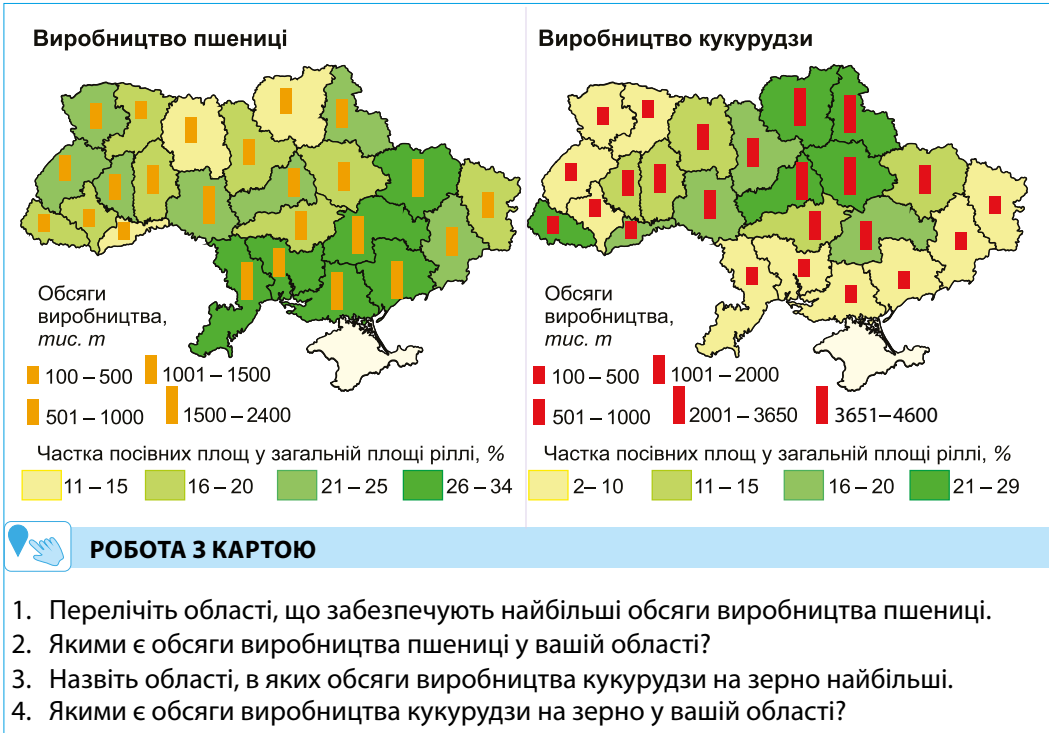 Виробництво пшениці
Обсяги
виробництва,
тис. т
100 – 500
1001 – 1500
501 – 1000
1500 – 2400
Частка посівних площ у загальній площі ріллі, %
11 – 15
16 – 20
21 – 25
26 – 34
Виробництво кукурудзи
Обсяги
виробництва,
тис. т
100 – 500
1001 – 2000
501 – 1000
2001 – 3650
3651–4600
Частка посівних площ у загальній площі ріллі, %
2– 10
11 – 15
16 – 20
21 – 29
РОБОТА З КАРТОЮ
1. Перелічіть області, що забезпечують найбільші обсяги виробництва пшениці.
2. Якими є обсяги виробництва пшениці у вашій області?
3. Назвіть області, в яких обсяги виробництва кукурудзи на зерно найбільші.
4. Якими є обсяги виробництва кукурудзи на зерно у вашій області?